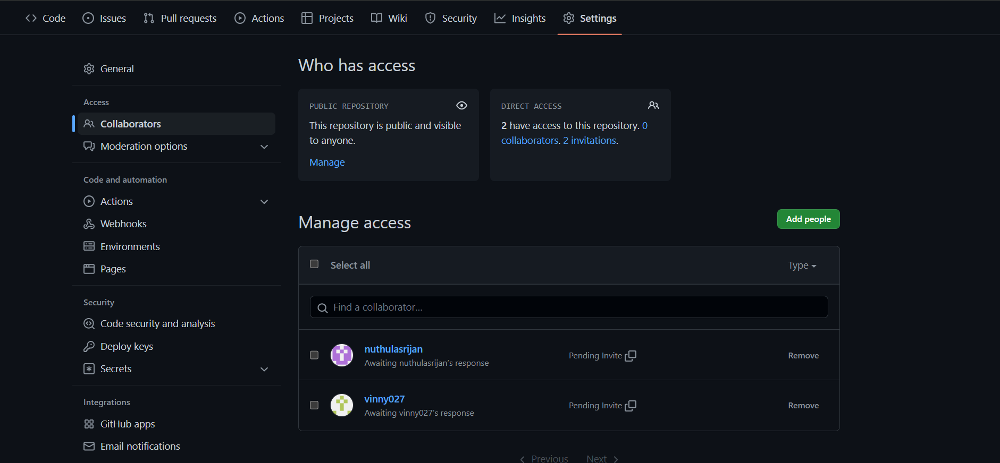 Code Issues Pull requests Actions Projects Wiki Security Insights Settings
General
Access
Collaborators
Moderation options
Code and automation
Actions
Webhooks
Environments
Pages
Security
Code security and analysis
Deploy keys
Secrets
Integrations
GitHub apps
Email notifications
Who has access
PUBLIC REPOSITORY
This repository is public and visible
to anyone.
Manage
DIRECT ACCESS
2 have access to this repository. 0
collaborators. 2 invitations.
Manage access
Add people
Select all
Type
Find a collaborator...
nuthulasrijan
Awaiting nuthulasrijan's response
Pending Invite
Remove
vinny027
Awaiting vinny027's response
Pending Invite
Remove
Previous Next